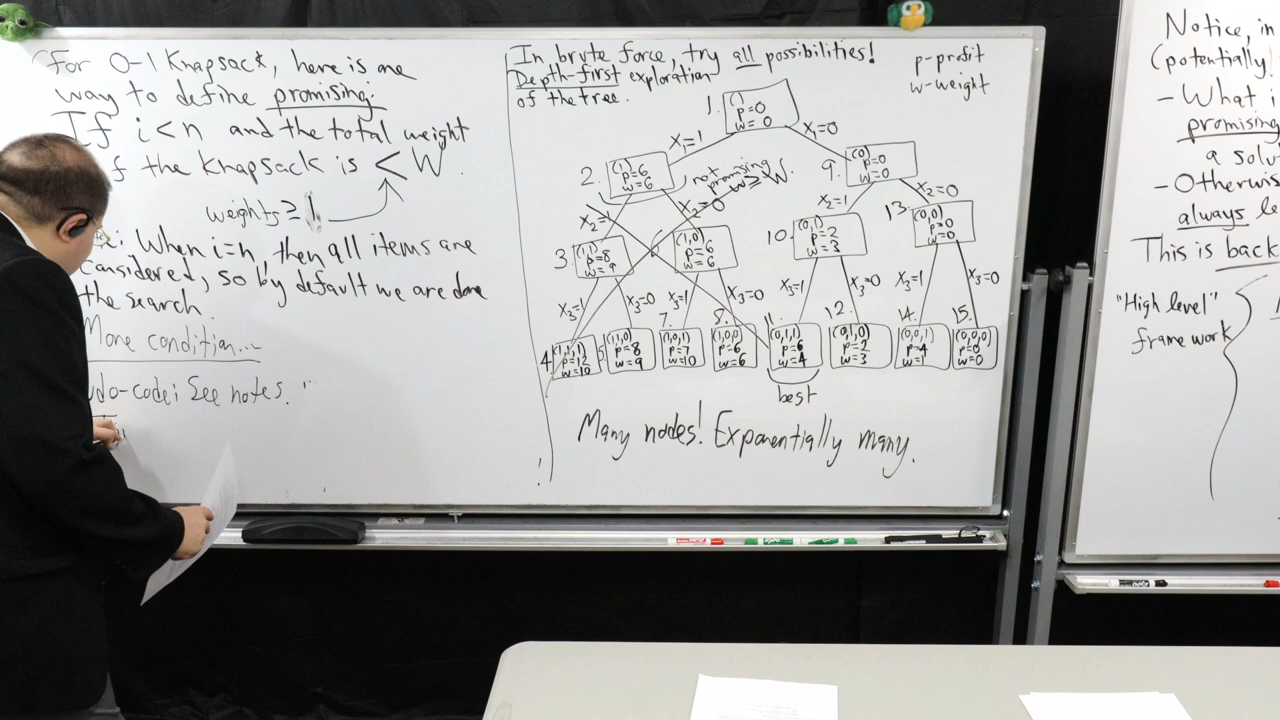 For 0-1 Knapsack, here is one
way to define promising:
If i<n and the total weight
of the Knapsack is < W.
weights ≥ 1
: When i=n, then all items are
considered, so by default we are done
the search.
More condition...
do-code: See notes.
In brute force, try all possibilities!
Depth-first exploration
of the tree.
p-profit
w-weight
1.
()
p=0
w=0
x₁=1
x₁=0
2.
(1)
p=6
w=6
not
promising
w ≥ W.
9.
(0)
p=0
w=0
x₂=1
x₂=0
x₂=1
x₂=0
3.
(1,1)
p=8
w=9
(1,0)
p=6
w=6
10.
(0,1)
p=2
w=3
13.
(0,0)
p=0
w=0
x₃=1
x₃=0
x₃=1
x₃=0
x₃=1
x₃=0
x₃=1
x₃=0
4.
(1,1,1)
p=12
w=10
(1,1,0)
p=8
w=9
7.
(1,0,1)
w=10
8.
(1,0,0)
p=6
w=6
11.
(0,1,1)
p=6
w=4
12.
(0,1,0)
p=2
w=3
14.
(0,0,1)
p=4
w=1
15.
(0,0,0)
p=0
w=0
best
Many nodes! Exponentially many.
Notice, in
(potentially!
- What i
promising
a solu
- Otherwis
always le
This is back
"High level"
framework